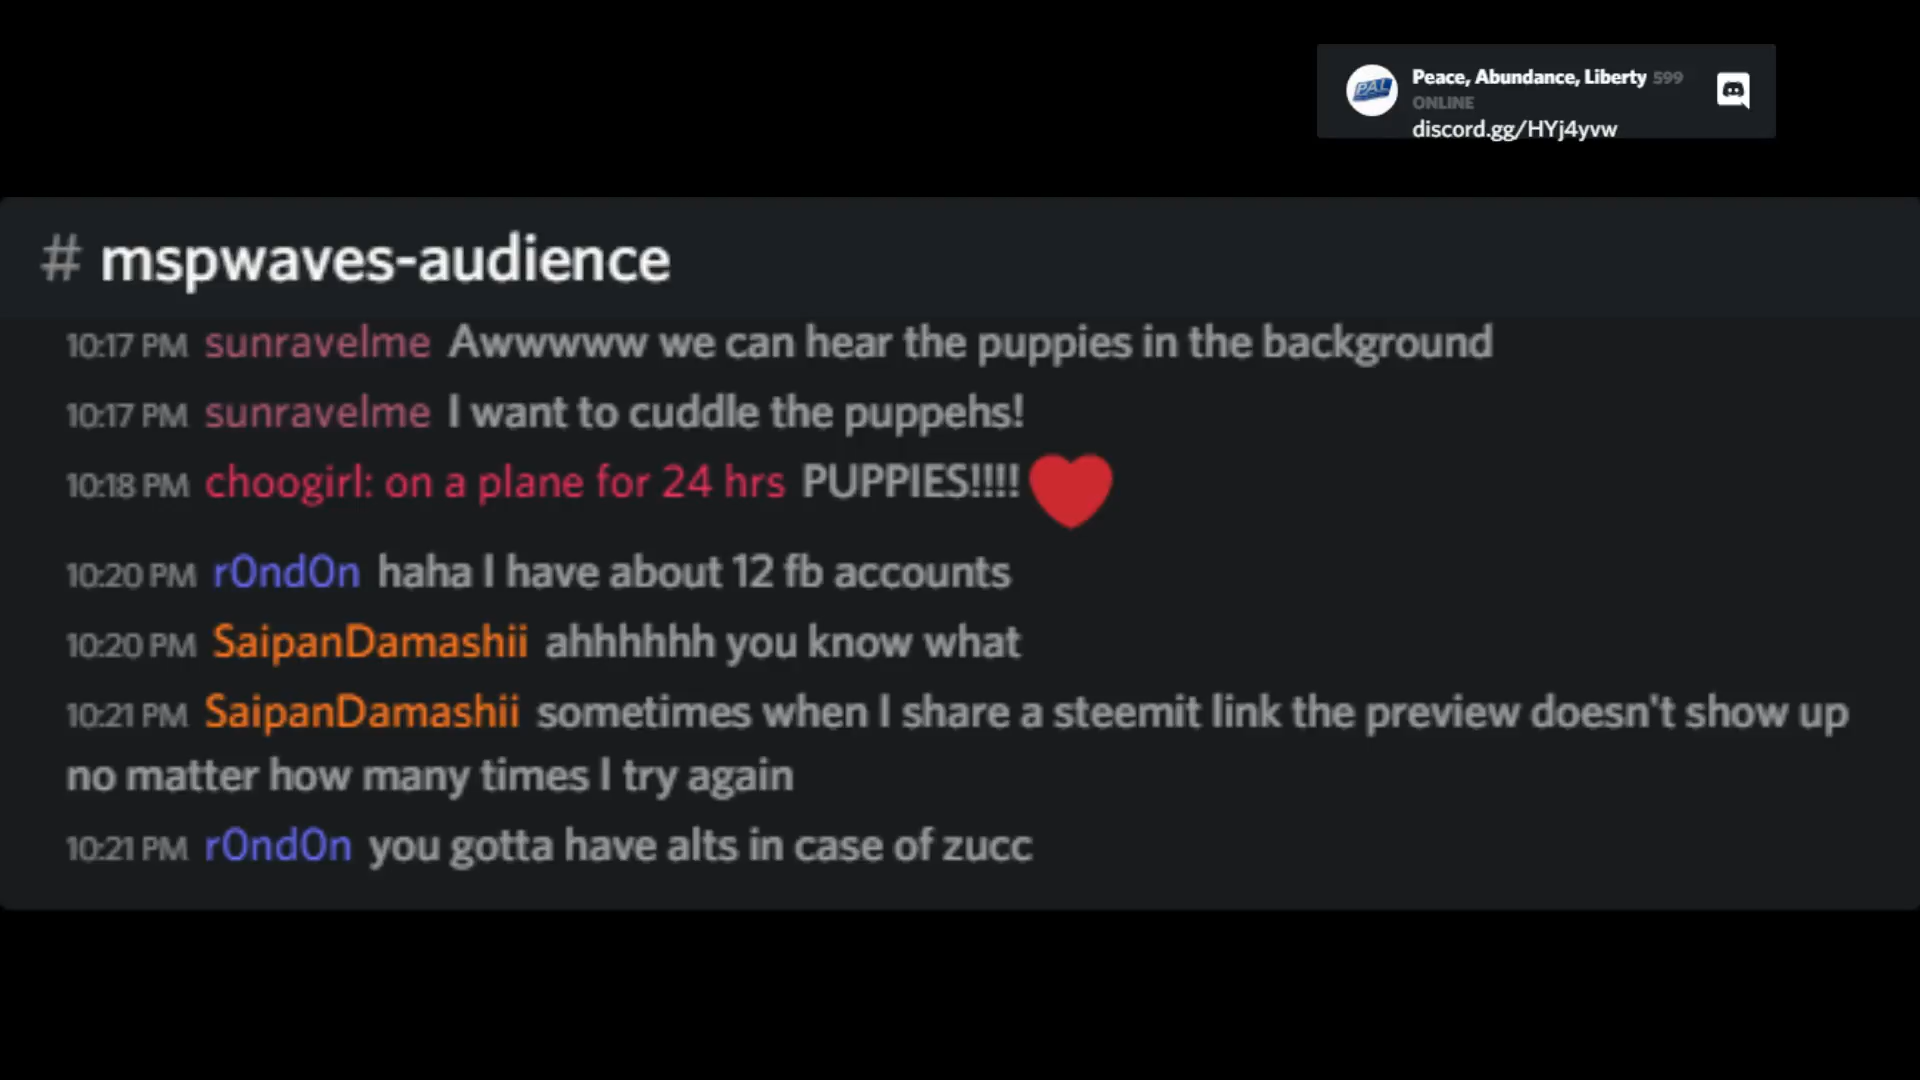 PAL
Peace, Abundance, Liberty 599
ONLINE
discord.gg/HYj4yvw
# mspwaves-audience
10:17 PM sunravelme Awwwww we can hear the puppies in the background
10:17 PM sunravelme I want to cuddle the puppehs!
10:18 PM choogirl: on a plane for 24 hrs PUPPIES!!!!
10:20 PM r0nd0n haha I have about 12 fb accounts
10:20 PM SaipanDamashii ahhhhhh you know what
10:21 PM SaipanDamashii sometimes when I share a steemit link the preview doesn't show up
no matter how many times I try again
10:21 PM r0nd0n you gotta have alts in case of zucc